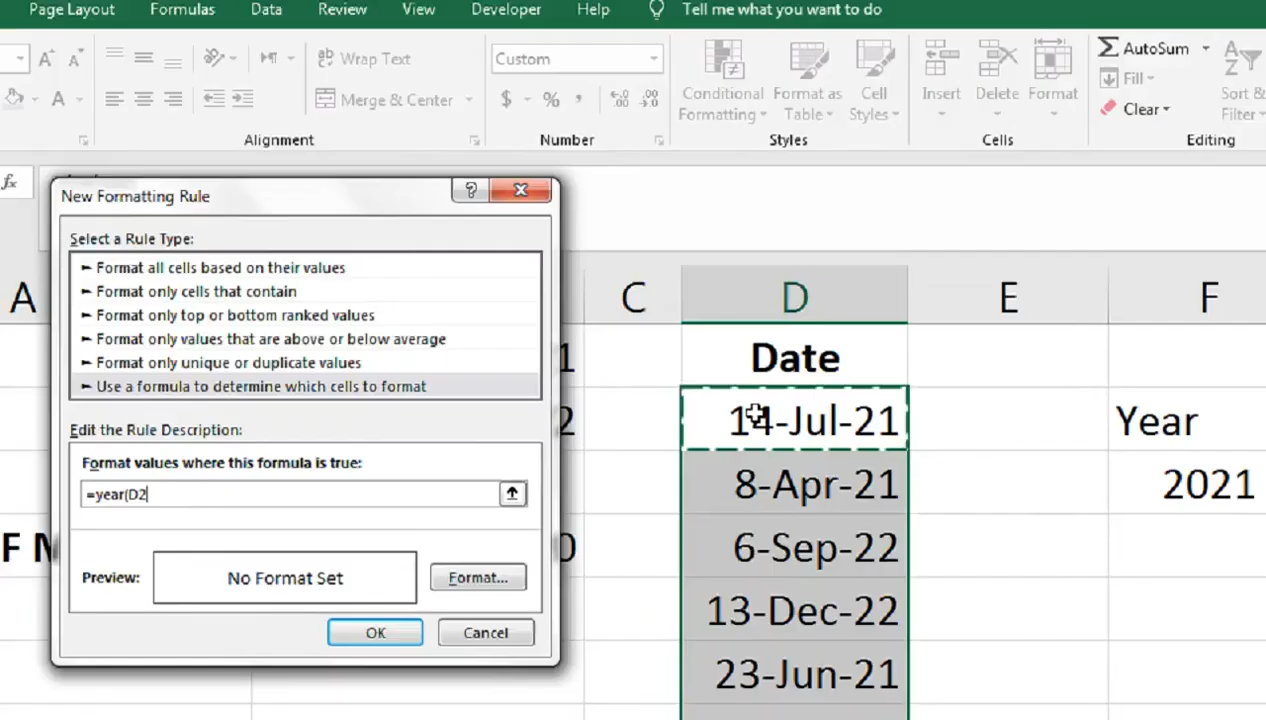 Page Layout Formulas Data Review View Developer Help Tell me what you want to do
A A Wrap Text Custom Σ AutoSum A Z
A Merge & Center $ % , .00 Conditional Formatting Format as Table Cell Styles Insert Delete Format Fill Clear Sort & Filter
Alignment Number Styles Cells Editing
fx
New Formatting Rule ?
Select a Rule Type:
► Format all cells based on their values
► Format only cells that contain
► Format only top or bottom ranked values
► Format only values that are above or below average
► Format only unique or duplicate values
► Use a formula to determine which cells to format
Edit the Rule Description:
Format values where this formula is true:
=year(D2
Preview: No Format Set Format...
OK Cancel
A C D E F
1 Date
2 14-Jul-21 Year
8-Apr-21 2021
F 0 6-Sep-22
13-Dec-22
23-Jun-21